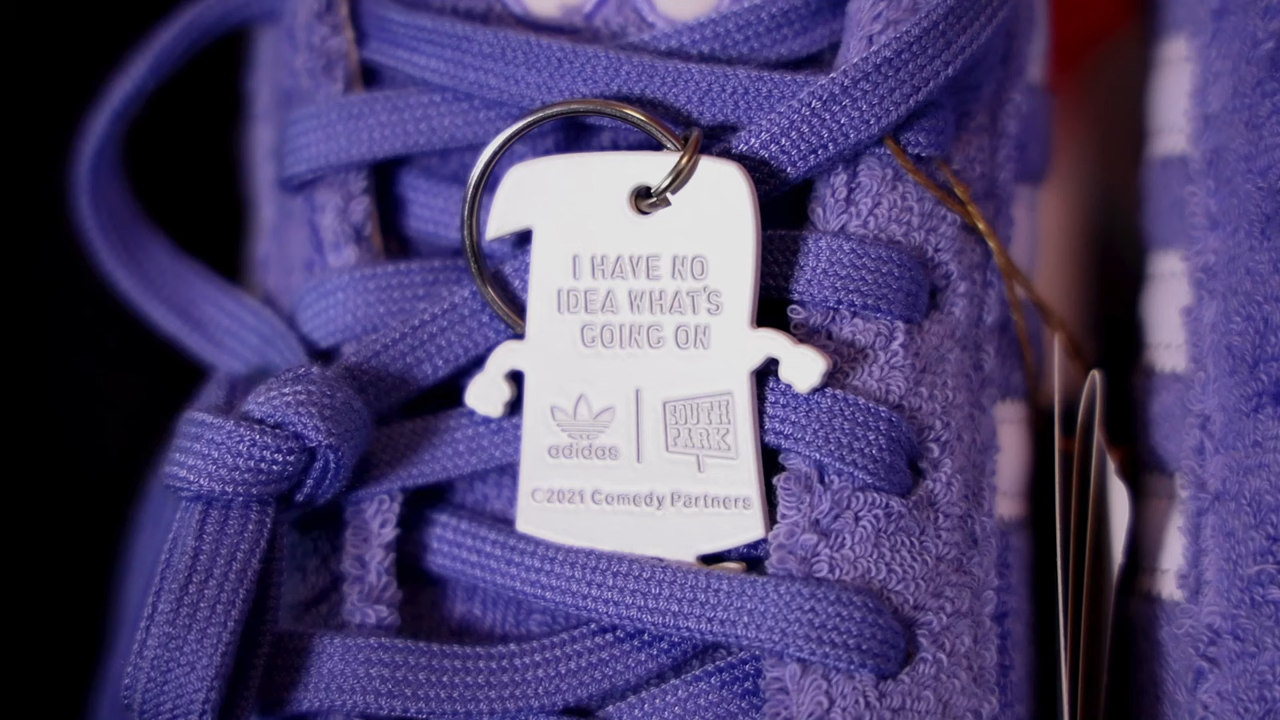 I HAVE NO
IDEA WHAT'S
GOING ON
adidas
SOUTH
PARK
©2021 Comedy Partners